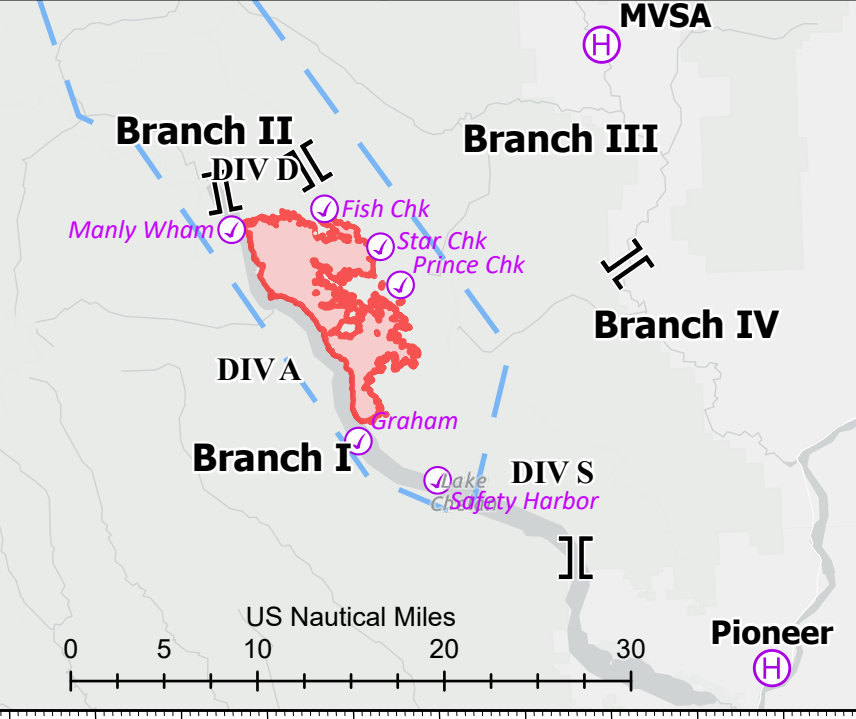 MVSA
H
Branch II
Branch III
DIV D
Fish Chk
Manly Wham
Star Chk
Prince Chk
Branch IV
DIV A
Graham
Branch I
DIV S
Lake
Safety Harbor
US Nautical Miles
0 5 10 20 30
Pioneer
H